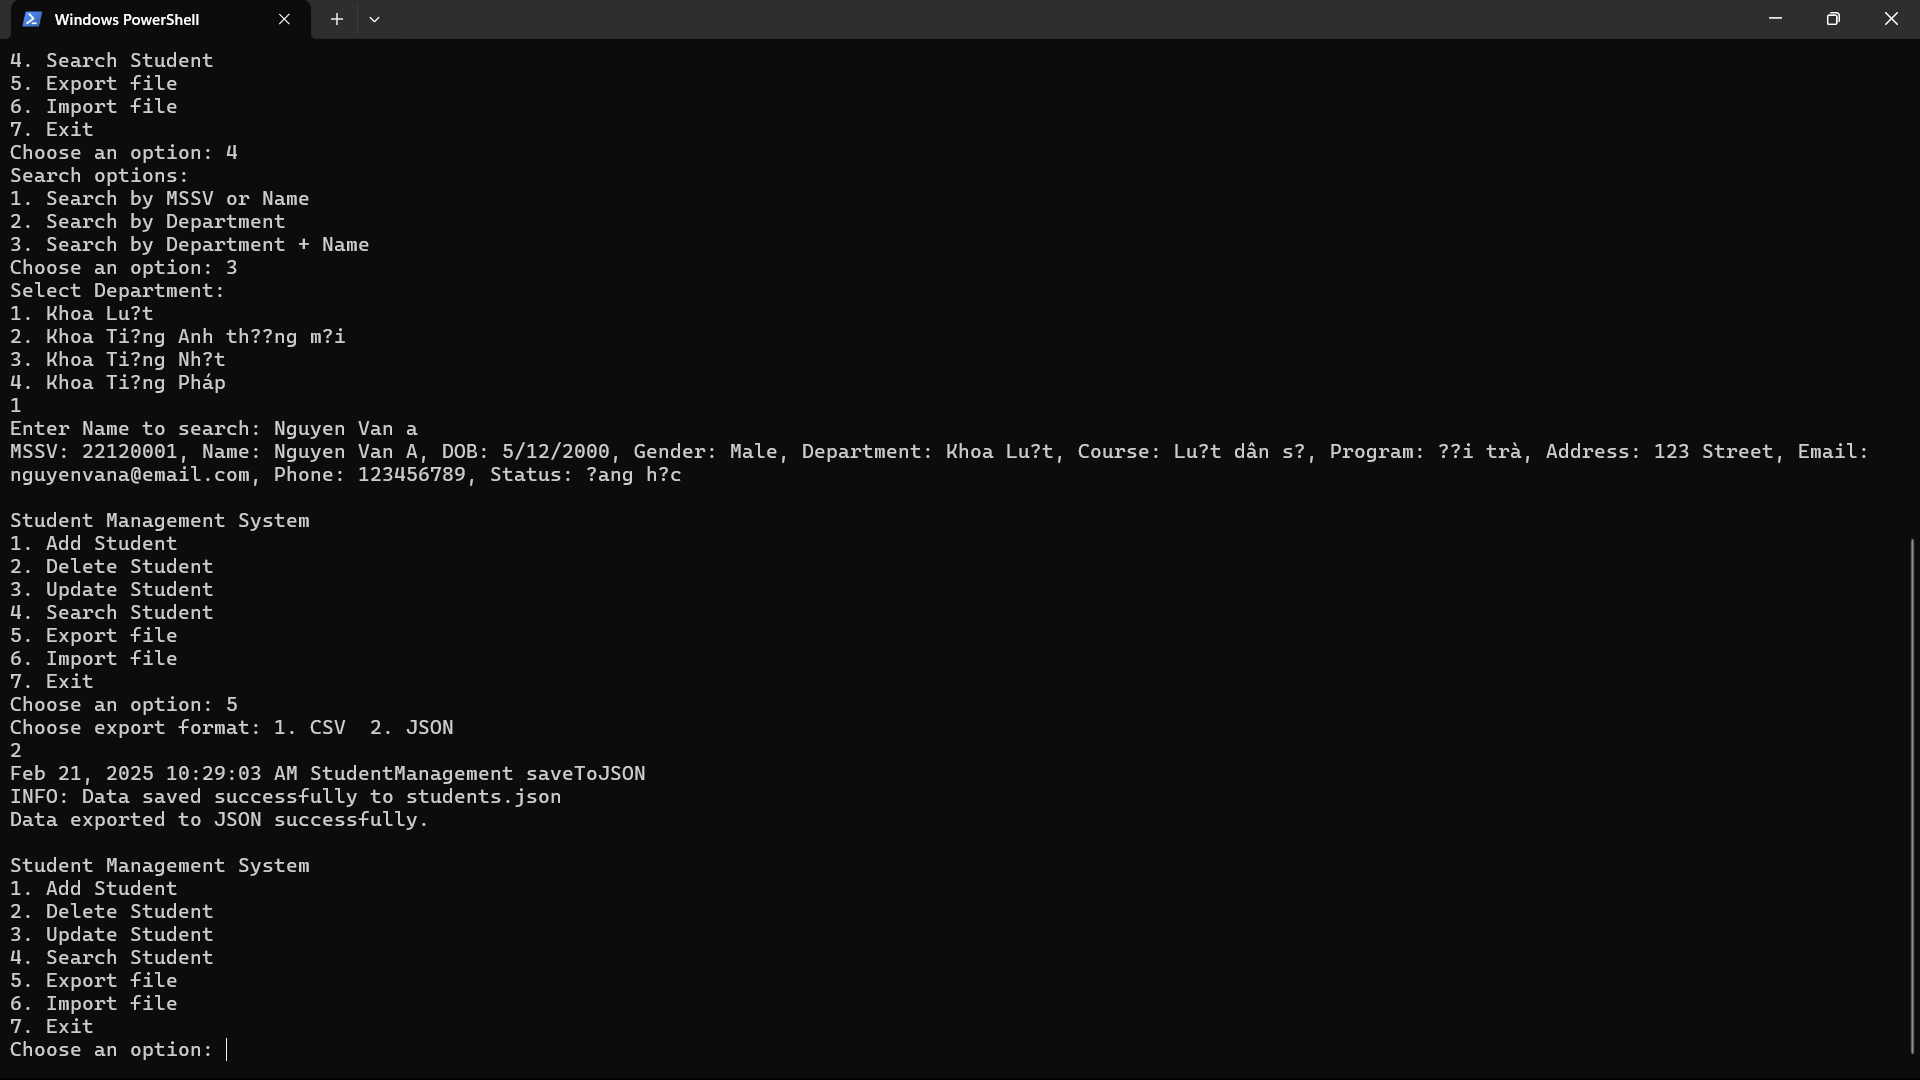 Windows PowerShell
4. Search Student
5. Export file
6. Import file
7. Exit
Choose an option: 4
Search options:
1. Search by MSSV or Name
2. Search by Department
3. Search by Department + Name
Choose an option: 3
Select Department:
1. Khoa Lu?t
2. Khoa Ti?ng Anh th??ng m?i
3. Khoa Ti?ng Nh?t
4. Khoa Ti?ng Pháp
1
Enter Name to search: Nguyen Van a
MSSV: 22120001, Name: Nguyen Van A, DOB: 5/12/2000, Gender: Male, Department: Khoa Lu?t, Course: Lu?t dân s?, Program: ??i trà, Address: 123 Street, Email:
nguyenvana@email.com, Phone: 123456789, Status: ?ang h?c
Student Management System
1. Add Student
2. Delete Student
3. Update Student
4. Search Student
5. Export file
6. Import file
7. Exit
Choose an option: 5
Choose export format: 1. CSV  2. JSON
2
Feb 21, 2025 10:29:03 AM StudentManagement saveToJSON
INFO: Data saved successfully to students.json
Data exported to JSON successfully.
Student Management System
1. Add Student
2. Delete Student
3. Update Student
4. Search Student
5. Export file
6. Import file
7. Exit
Choose an option: